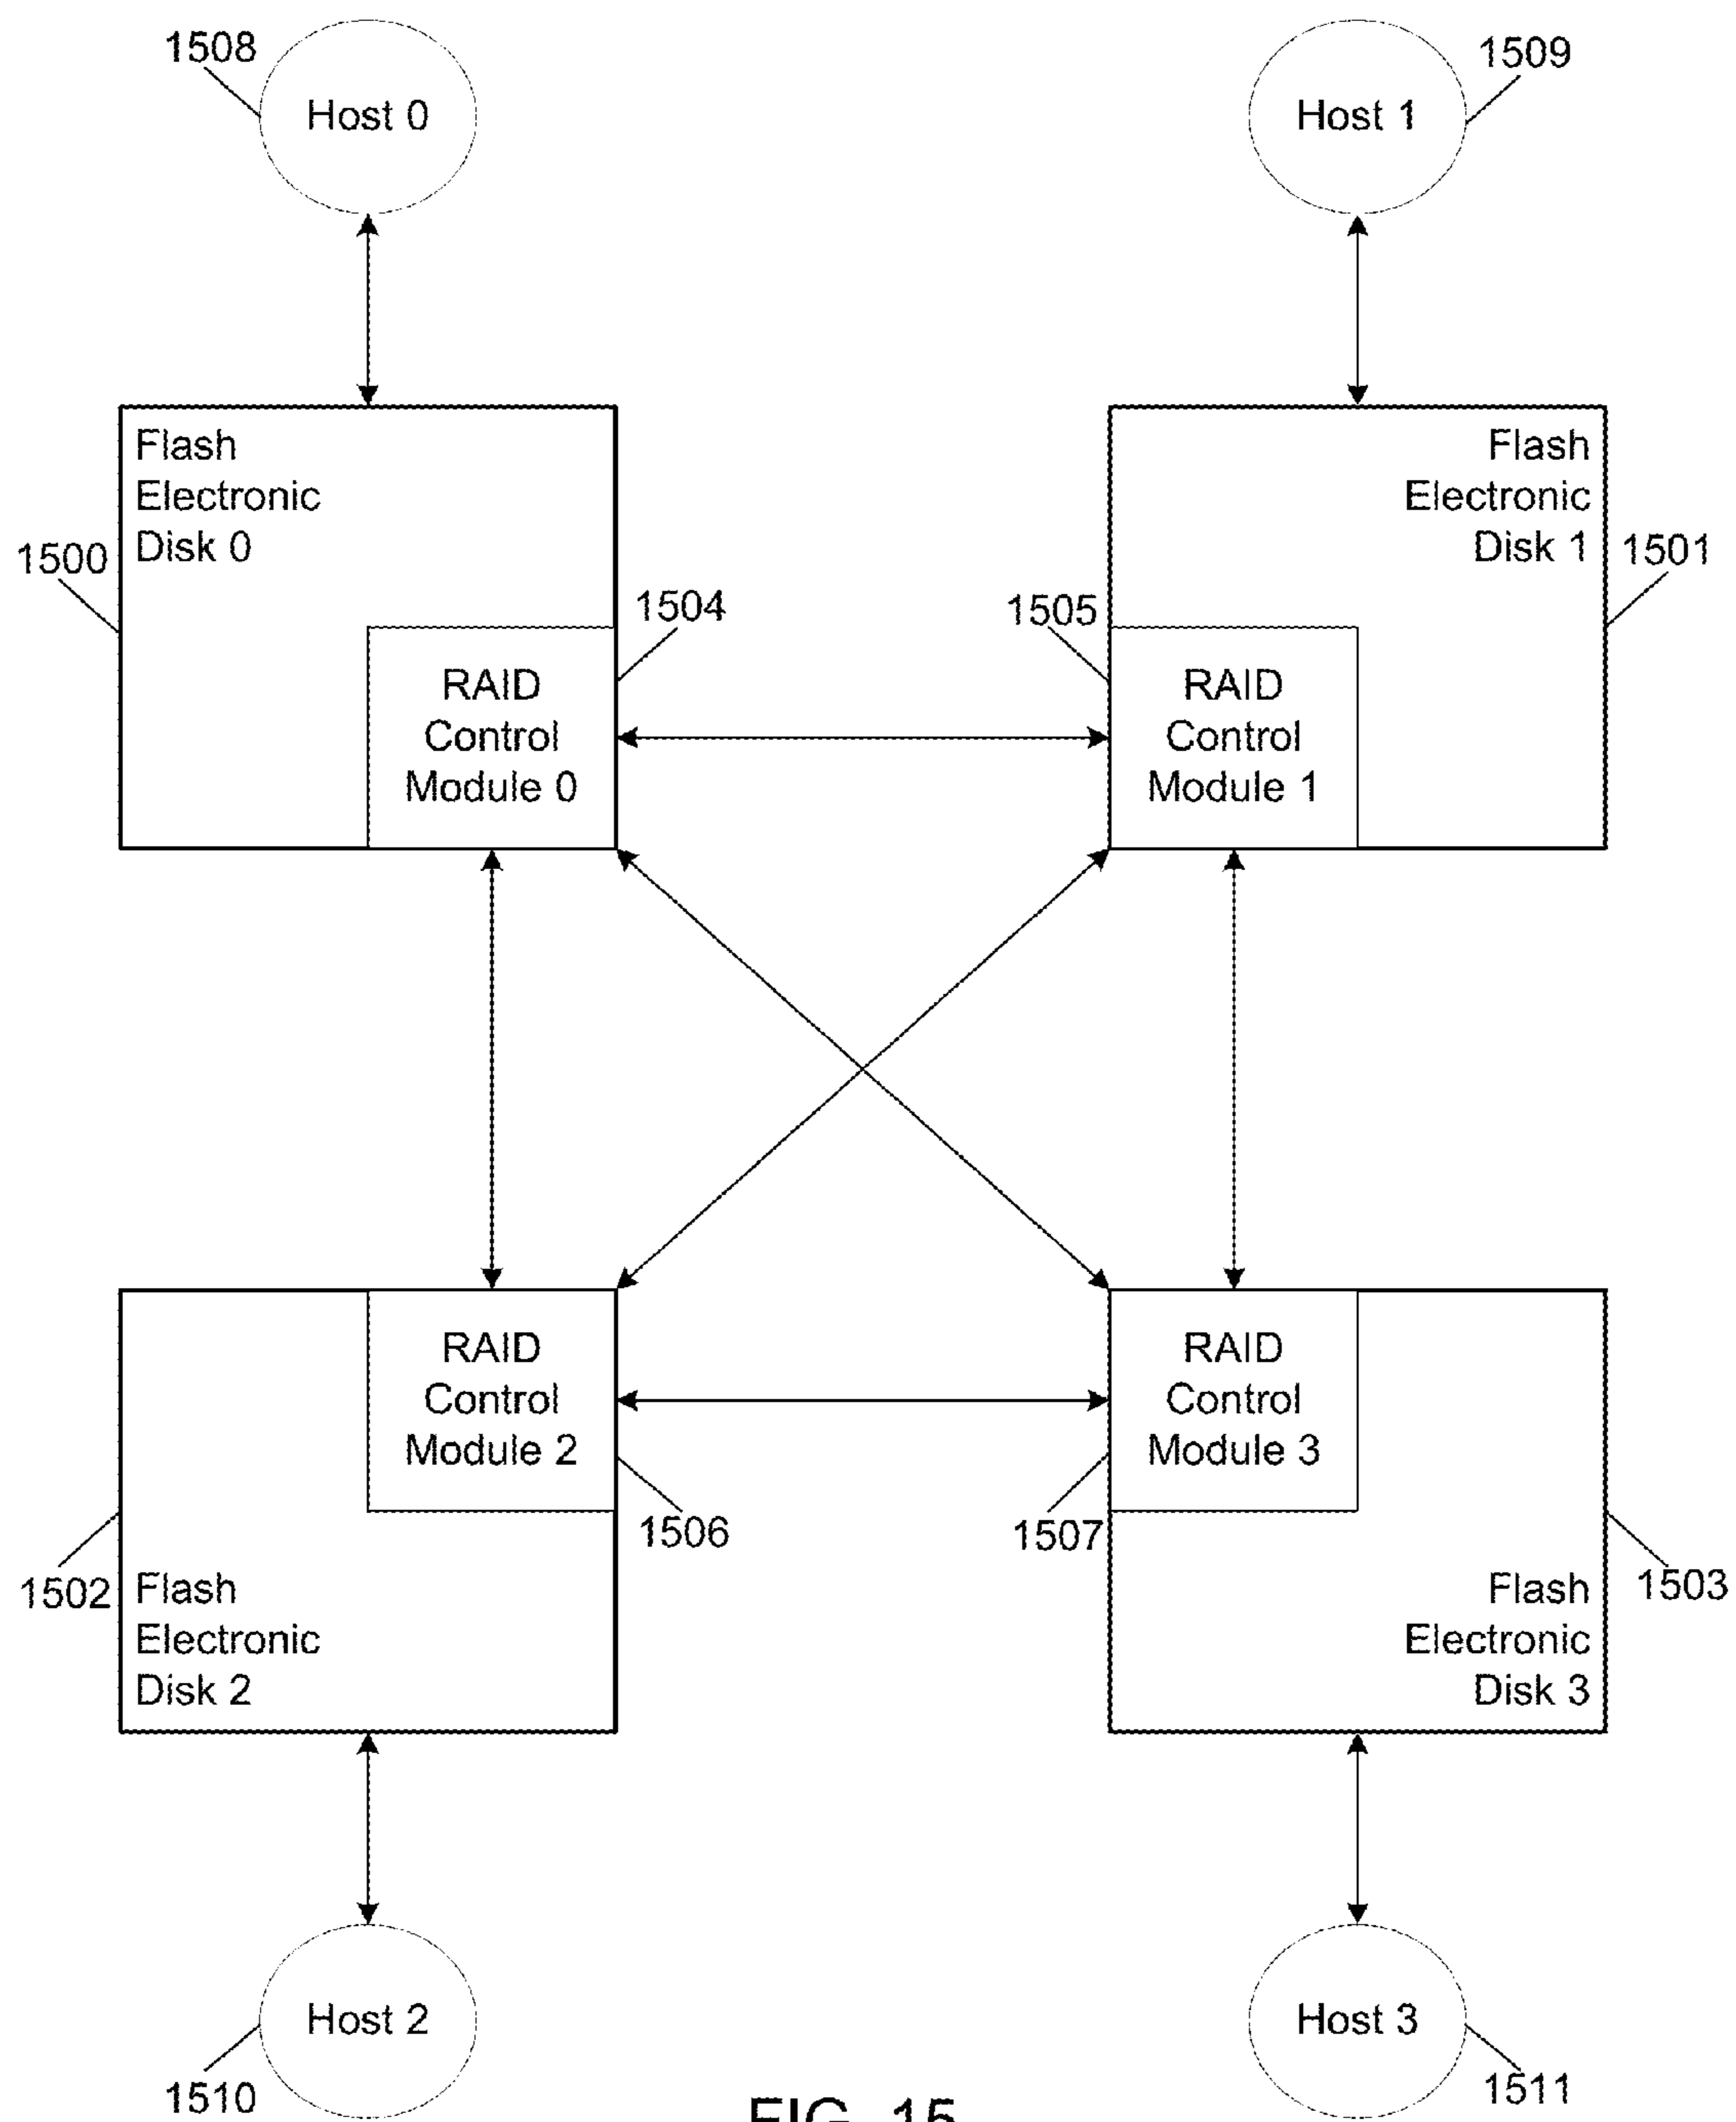 1508
Host 0
1509
Host 1
Flash
Electronic
Disk 0
1500
Flash
Electronic
Disk 1
1501
1504
RAID
Control
Module 0
1505
RAID
Control
Module 1
RAID
Control
Module 2
1506
RAID
Control
Module 3
1507
1502
Flash
Electronic
Disk 2
Flash
Electronic
Disk 3
1503
Host 2
1510
Host 3
1511
FIG. 15